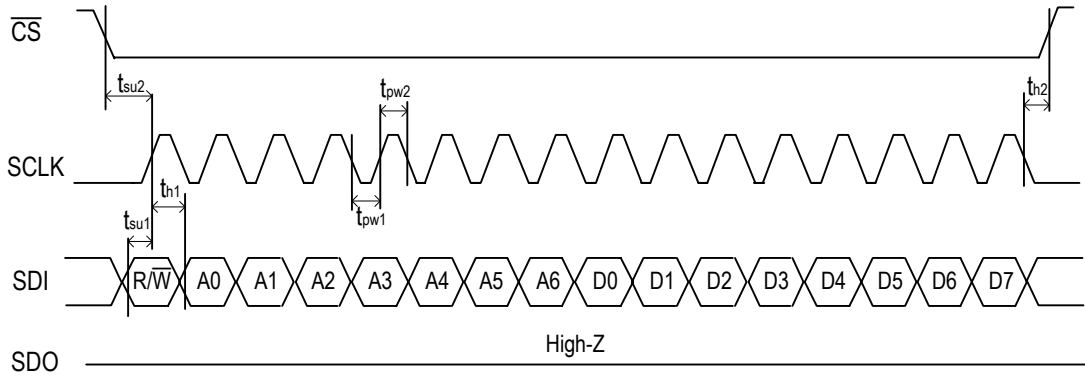 CS
tsu2
tpw2
th2
SCLK
th1
tpw1
tsu1
SDI
R/W A0 A1 A2 A3 A4 A5 A6 D0 D1 D2 D3 D4 D5 D6 D7
High-Z
SDO